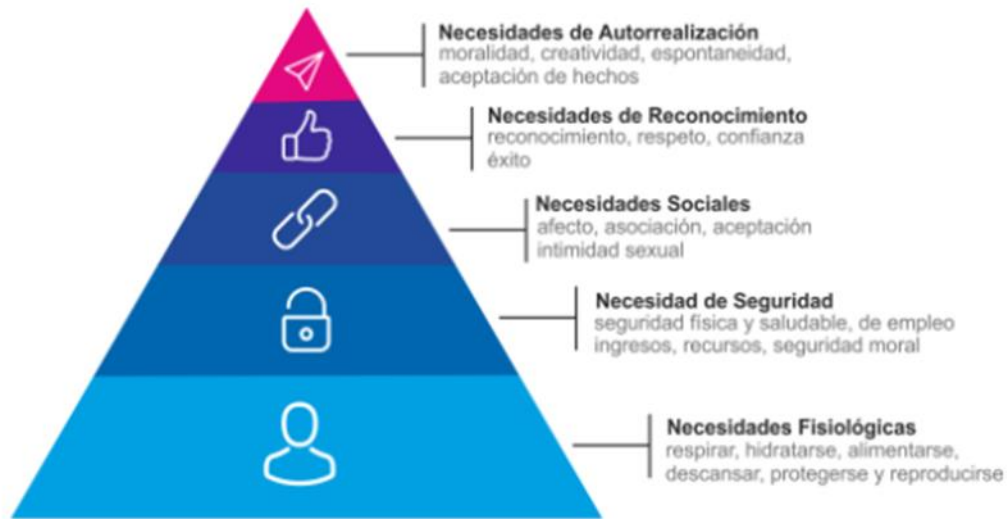 Necesidades de Autorrealización
moralidad, creatividad, espontaneidad,
aceptación de hechos
Necesidades de Reconocimiento
reconocimiento, respeto, confianza
éxito
Necesidades Sociales
afecto, asociación, aceptación
intimidad sexual
Necesidad de Seguridad
seguridad física y saludable, de empleo
ingresos, recursos, seguridad moral
Necesidades Fisiológicas
respirar, hidratarse, alimentarse,
descansar, protegerse y reproducirse